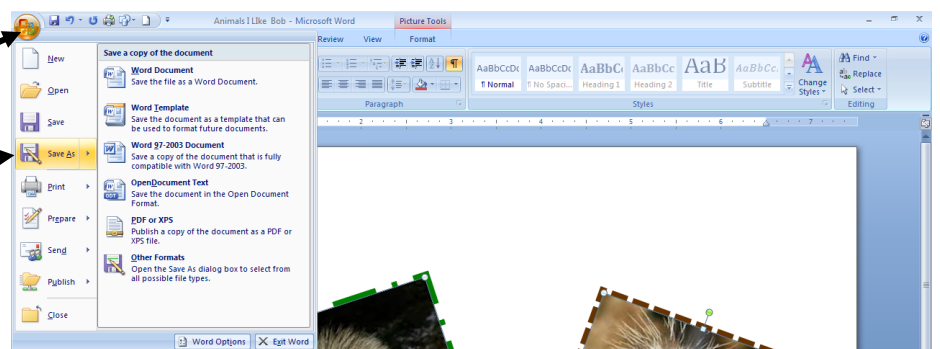 Animals I LIke Bob - Microsoft Word
Picture Tools
Review View Format
New
Open
Save
Save As
Print
Prepare
Send
Publish
Close
Save a copy of the document
Word Document
Save the file as a Word Document.
Word Template
Save the document as a template that can
be used to format future documents.
Word 97-2003 Document
Save a copy of the document that is fully
compatible with Word 97-2003.
OpenDocument Text
Save the document in the Open Document
Format.
PDF or XPS
Publish a copy of the document as a PDF or
XPS file.
Other Formats
Open the Save As dialog box to select from
all possible file types.
Word Options Exit Word
Paragraph
AaBbCcDc AaBbCcDc AaBbC AaBbCc AaB AaBbCc.
¶ Normal ¶ No Spaci... Heading 1 Heading 2 Title Subtitle
Change
Styles
Styles
Find
Replace
Select
Editing
2 3 4 5 6 7